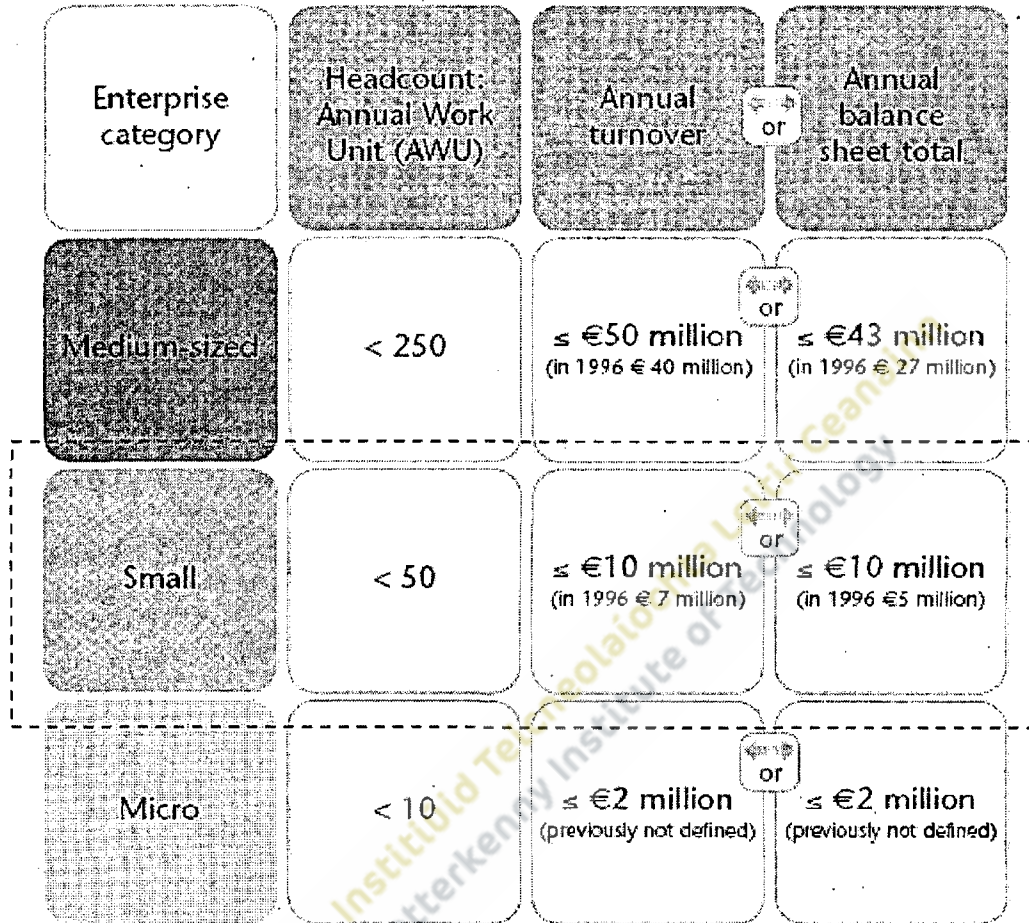 Enterprise
category
Headcount:
Annual Work
Unit (AWU)
Annual
turnover
or
Annual
balance
sheet total
Medium-sized
< 250
≤ €50 million
(in 1996 € 40 million)
or
≤ €43 million
(in 1996 € 27 million)
Small
< 50
≤ €10 million
(in 1996 € 7 million)
or
≤ €10 million
(in 1996 €5 million)
Micro
< 10
≤ €2 million
(previously not defined)
or
≤ €2 million
(previously not defined)
Institiúid Teicneolaíochta Leitir Ceanainn
Letterkenny Institute of Technology